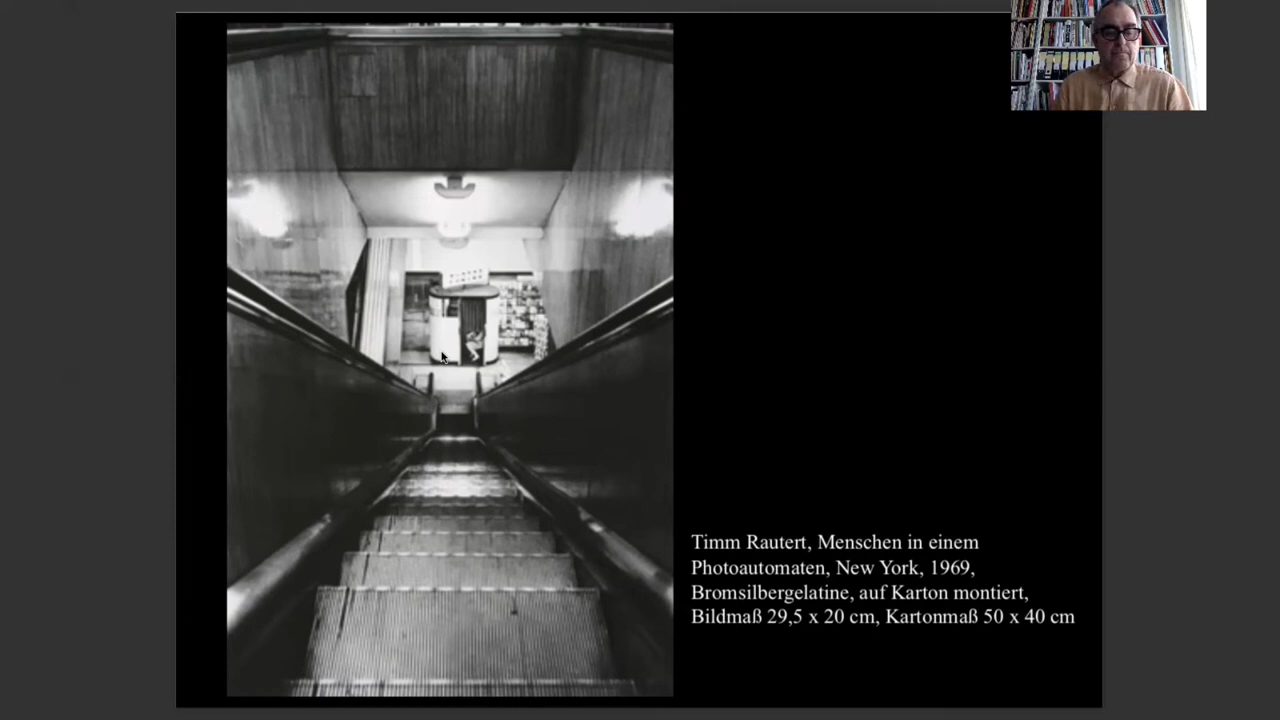 Timm Rautert, Menschen in einem
Photoautomaten, New York, 1969,
Bromsilbergelatine, auf Karton montiert,
Bildmaß 29,5 x 20 cm, Kartonmaß 50 x 40 cm